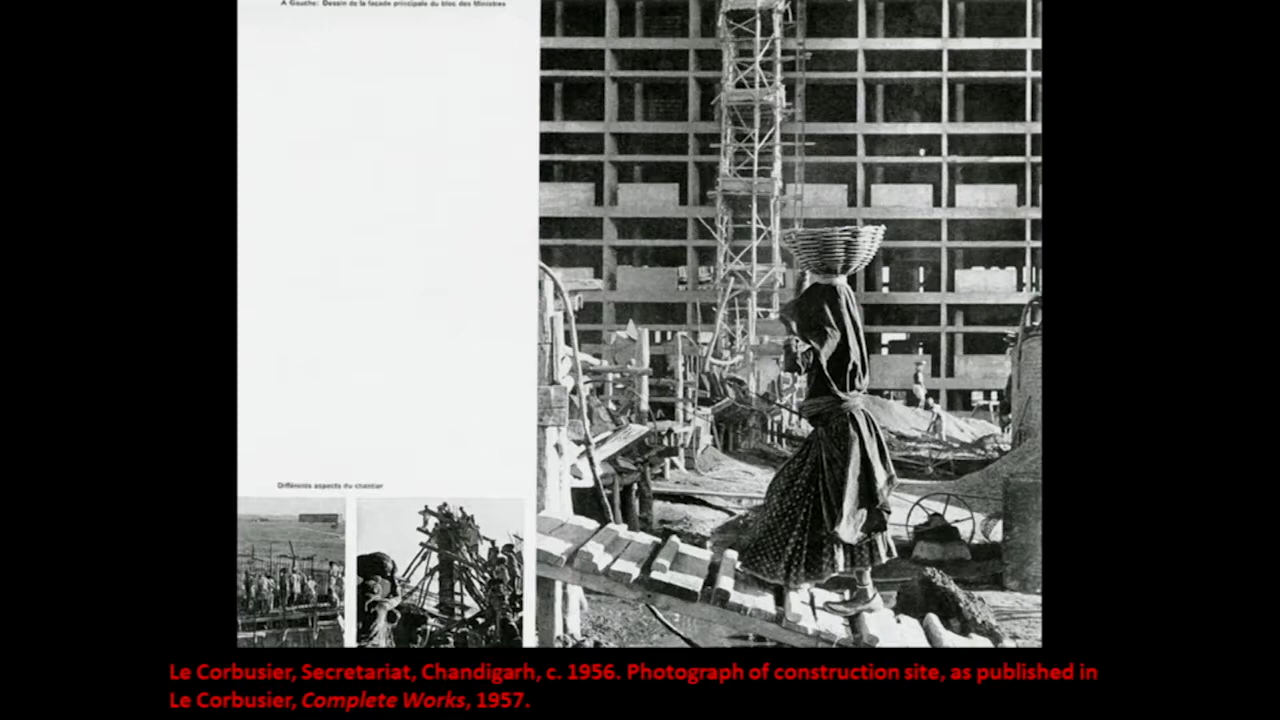 A Gauche: Dessin de la façade principale du bloc des Ministres
Différents aspects du chantier
Le Corbusier, Secretariat, Chandigarh, c. 1956. Photograph of construction site, as published in
Le Corbusier, Complete Works, 1957.